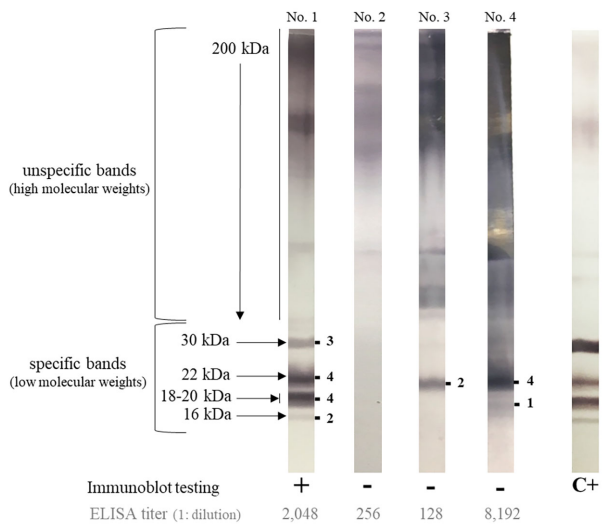 No. 1 No. 2 No. 3 No. 4
200 kDa
unspecific bands
(high molecular weights)
30 kDa 3
specific bands
(low molecular weights)
22 kDa 4 2 4
18-20 kDa 4 1
16 kDa 2
Immunoblot testing + - - - C+
ELISA titer (1: dilution) 2,048 256 128 8,192